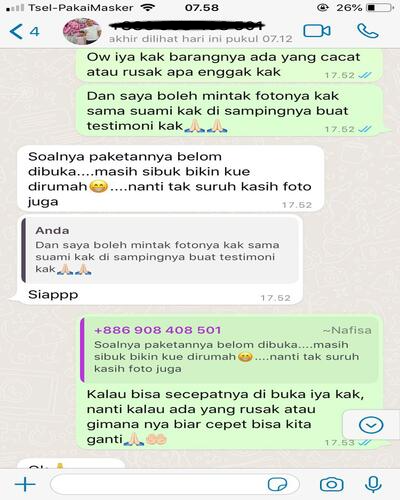 Tsel-PakaiMasker 07.58 26%
4
akhir dilihat hari ini pukul 07.12
Ow iya kak barangnya ada yang cacat
atau rusak apa enggak kak
17.52
Dan saya boleh mintak fotonya kak
sama suami kak di sampingnya buat
testimoni kak🙏🏻🙏🏻
17.52
Soalnya paketannya belom
dibuka....masih sibuk bikin kue
dirumah😁....nanti tak suruh kasih foto
juga
17.52
Anda
Dan saya boleh mintak fotonya kak sama
suami kak di sampingnya buat testimoni
kak🙏🏻🙏🏻
Siappp
17.52
+886 908 408 501 ~Nafisa
Soalnya paketannya belom dibuka....masih
sibuk bikin kue dirumah😁....nanti tak suruh
kasih foto juga
Kalau bisa secepatnya di buka iya kak,
nanti kalau ada yang rusak atau
gimana nya biar cepet bisa kita
ganti🙏🏻🤲🏻
17.53